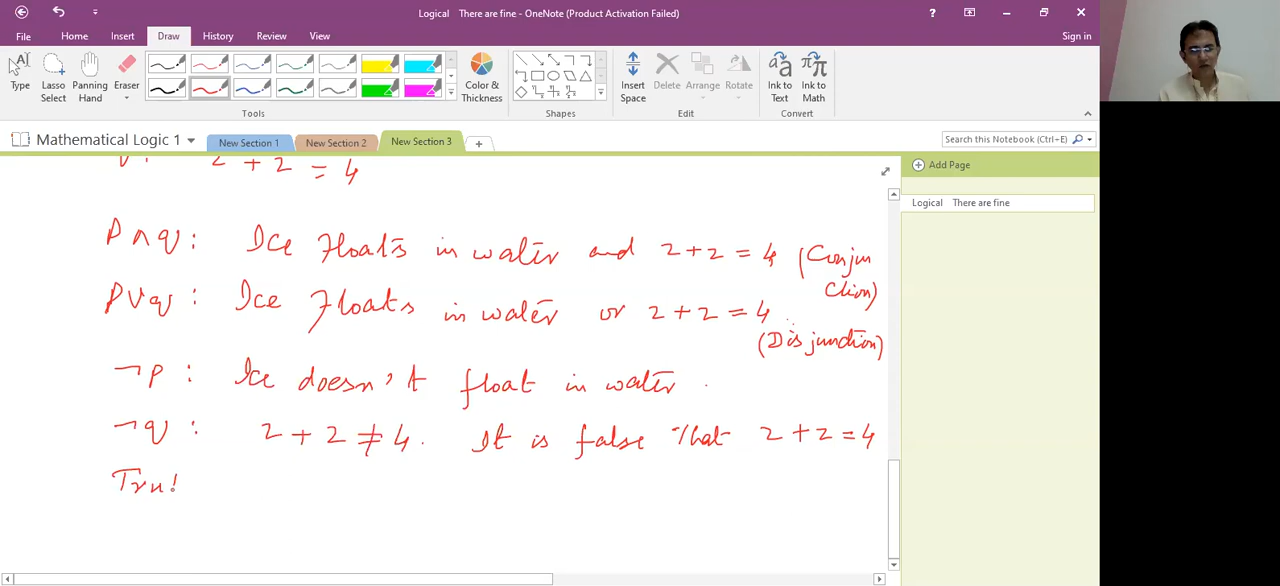 Logical There are fine - OneNote (Product Activation Failed)
File Home Insert Draw History Review View
Sign in
Type
Lasso Select
Panning Hand
Eraser
Color & Thickness
Insert Space
Delete
Arrange
Rotate
Ink to Text
Ink to Math
Tools
Shapes
Edit
Convert
Mathematical Logic 1
New Section 1
New Section 2
New Section 3
Search this Notebook (Ctrl+E)
Add Page
Logical There are fine
2 + 2 = 4
P∧q : Ice Floats in water and 2+2 = 4 (Conjun
ction)
P∨q : Ice Floats in water or 2+2 = 4
(Disjunction)
¬P : Ice doesn't float in water .
¬q : 2 + 2 ≠ 4. It is false that 2+2 = 4